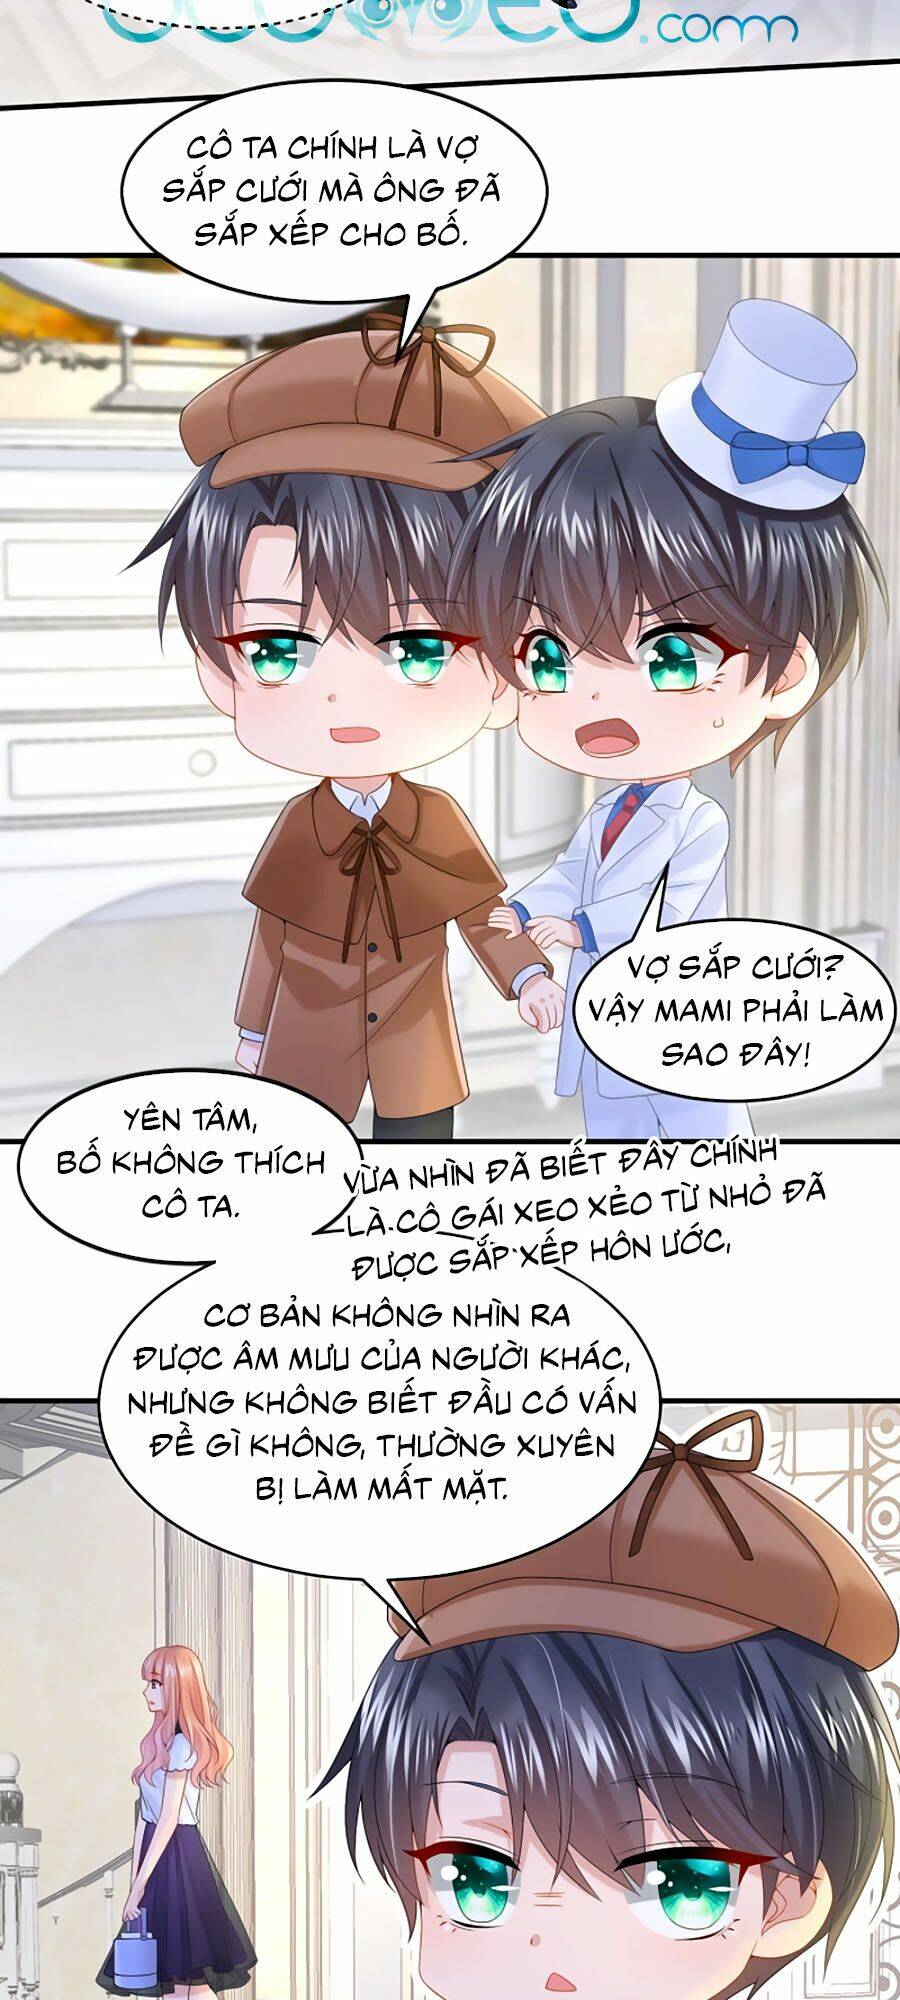 .comm
CÔ TA CHÍNH LÀ VỢ
SẮP CƯỚI MÀ ÔNG ĐÃ
SẮP XẾP CHO BỐ.
VỢ SẮP CƯỚI?
VẬY MAMI PHẢI LÀM
SAO ĐÂY!
YÊN TÂM,
BỐ KHÔNG THÍCH
CÔ TA.
VỪA NHÌN ĐÃ BIẾT ĐÂY CHÍNH
LÀ CÔ GÁI XEO XẺO TỪ NHỎ ĐÃ
ĐƯỢC SẮP XẾP HÔN ƯỚC,
CƠ BẢN KHÔNG NHÌN RA
ĐƯỢC ÂM MƯU CỦA NGƯỜI KHÁC,
NHƯNG KHÔNG BIẾT ĐẦU CÓ VẤN
ĐỀ GÌ KHÔNG, THƯỜNG XUYÊN
BỊ LÀM MẤT MẶT.